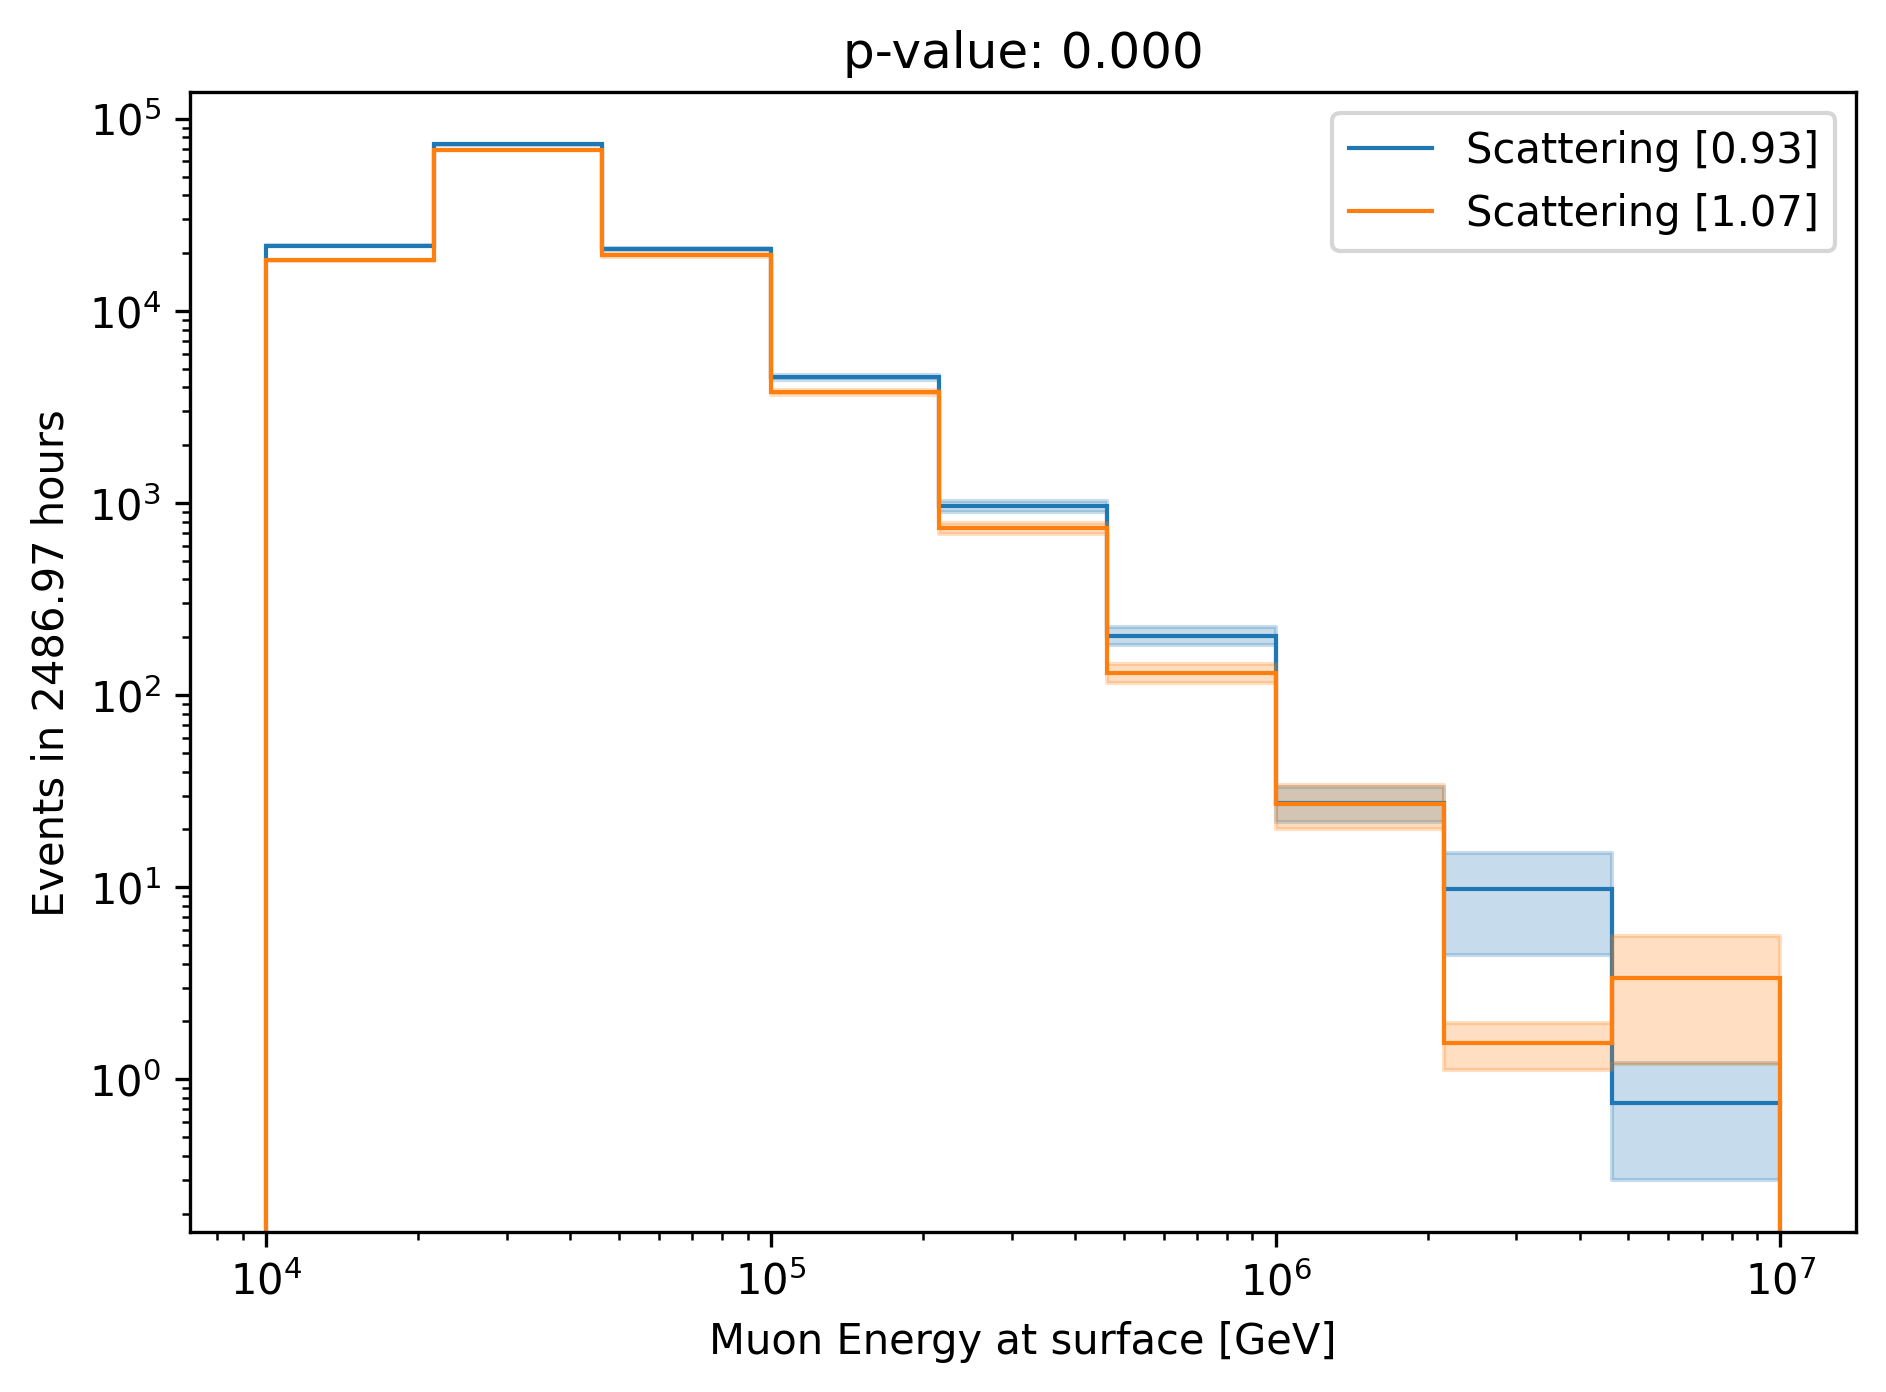 p-value: 0.000
Scattering [0.93]
Scattering [1.07]
Events in 2486.97 hours
10⁵
10⁴
10³
10²
10¹
10⁰
10⁴ 10⁵ 10⁶ 10⁷
Muon Energy at surface [GeV]